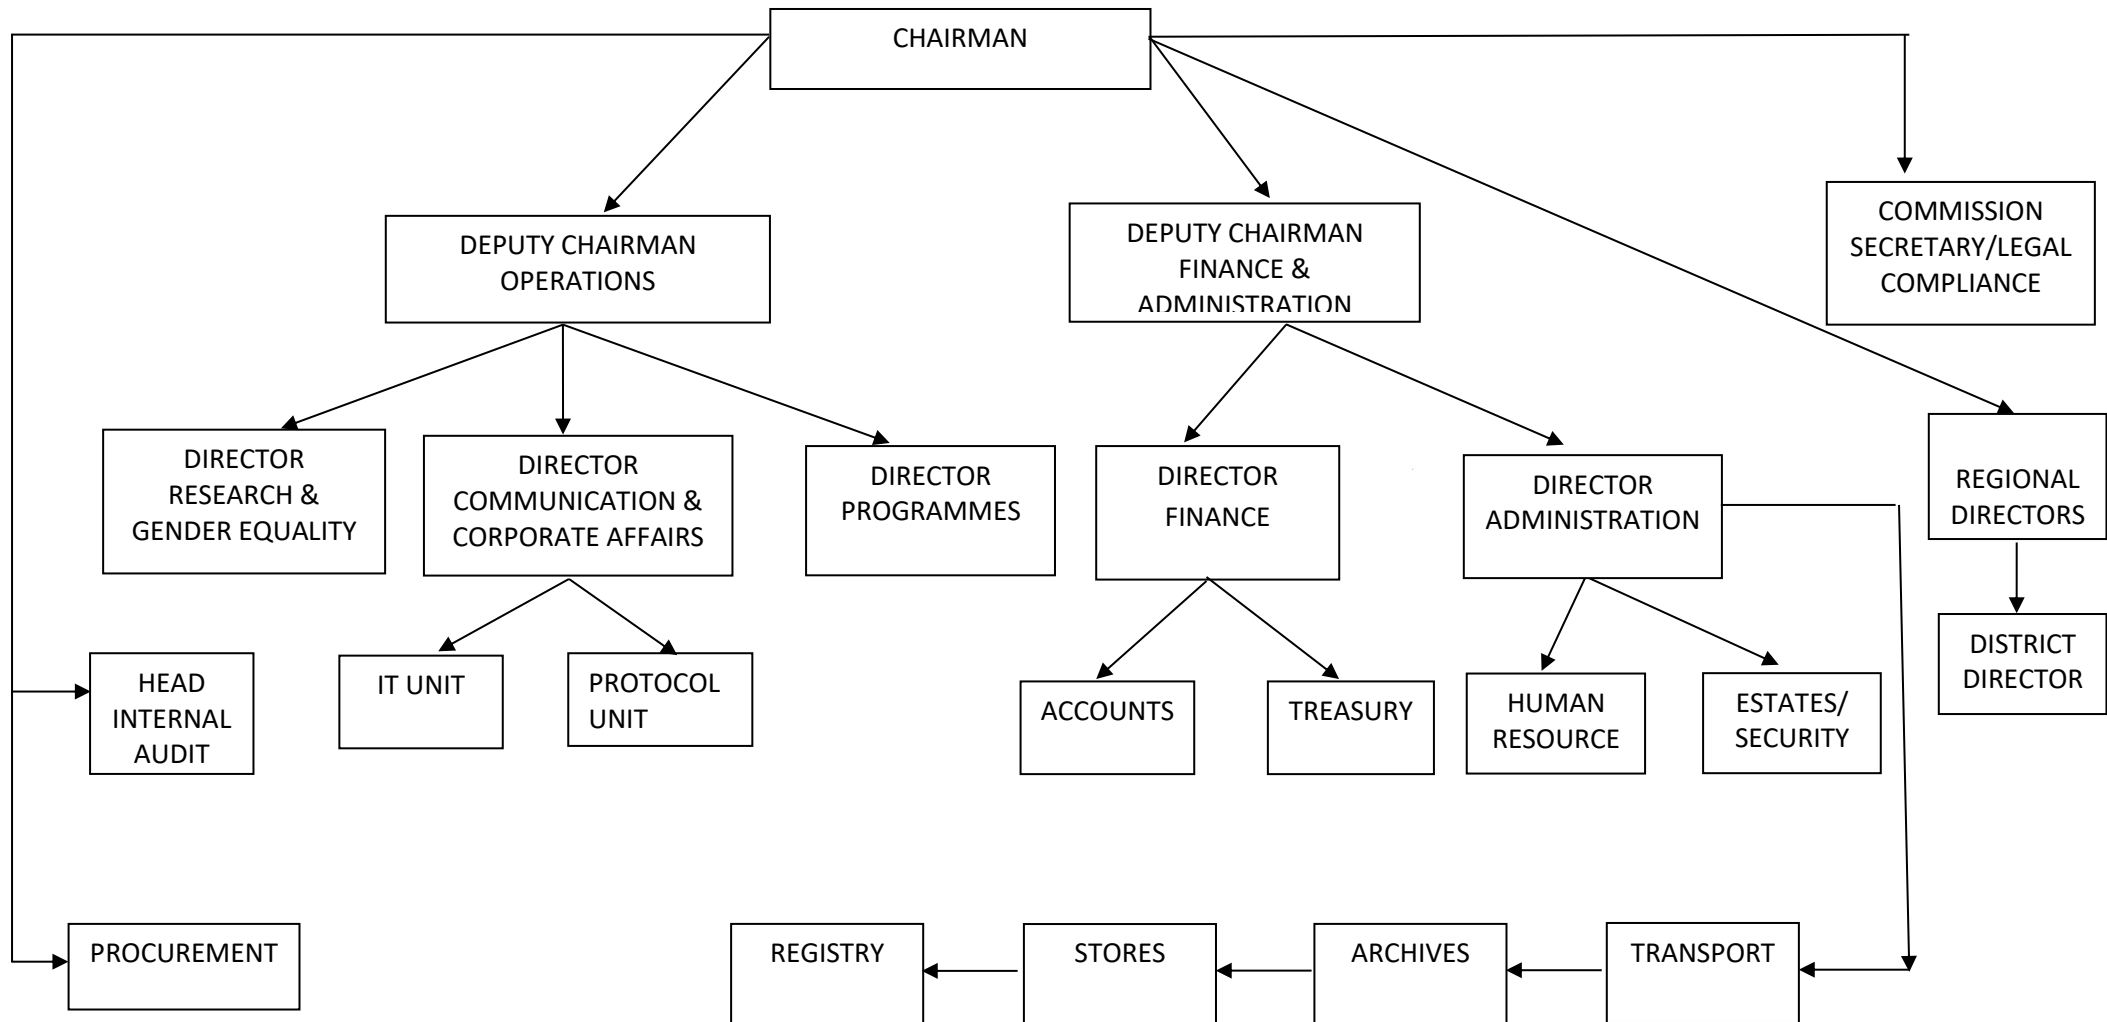 CHAIRMAN
DEPUTY CHAIRMAN
OPERATIONS
DEPUTY CHAIRMAN
FINANCE &
ADMINISTRATION
COMMISSION
SECRETARY/LEGAL
COMPLIANCE
DIRECTOR
RESEARCH &
GENDER EQUALITY
DIRECTOR
COMMUNICATION &
CORPORATE AFFAIRS
DIRECTOR
PROGRAMMES
DIRECTOR
FINANCE
DIRECTOR
ADMINISTRATION
REGIONAL
DIRECTORS
HEAD
INTERNAL
AUDIT
IT UNIT
PROTOCOL
UNIT
ACCOUNTS
TREASURY
HUMAN
RESOURCE
ESTATES/
SECURITY
DISTRICT
DIRECTOR
PROCUREMENT
REGISTRY
STORES
ARCHIVES
TRANSPORT